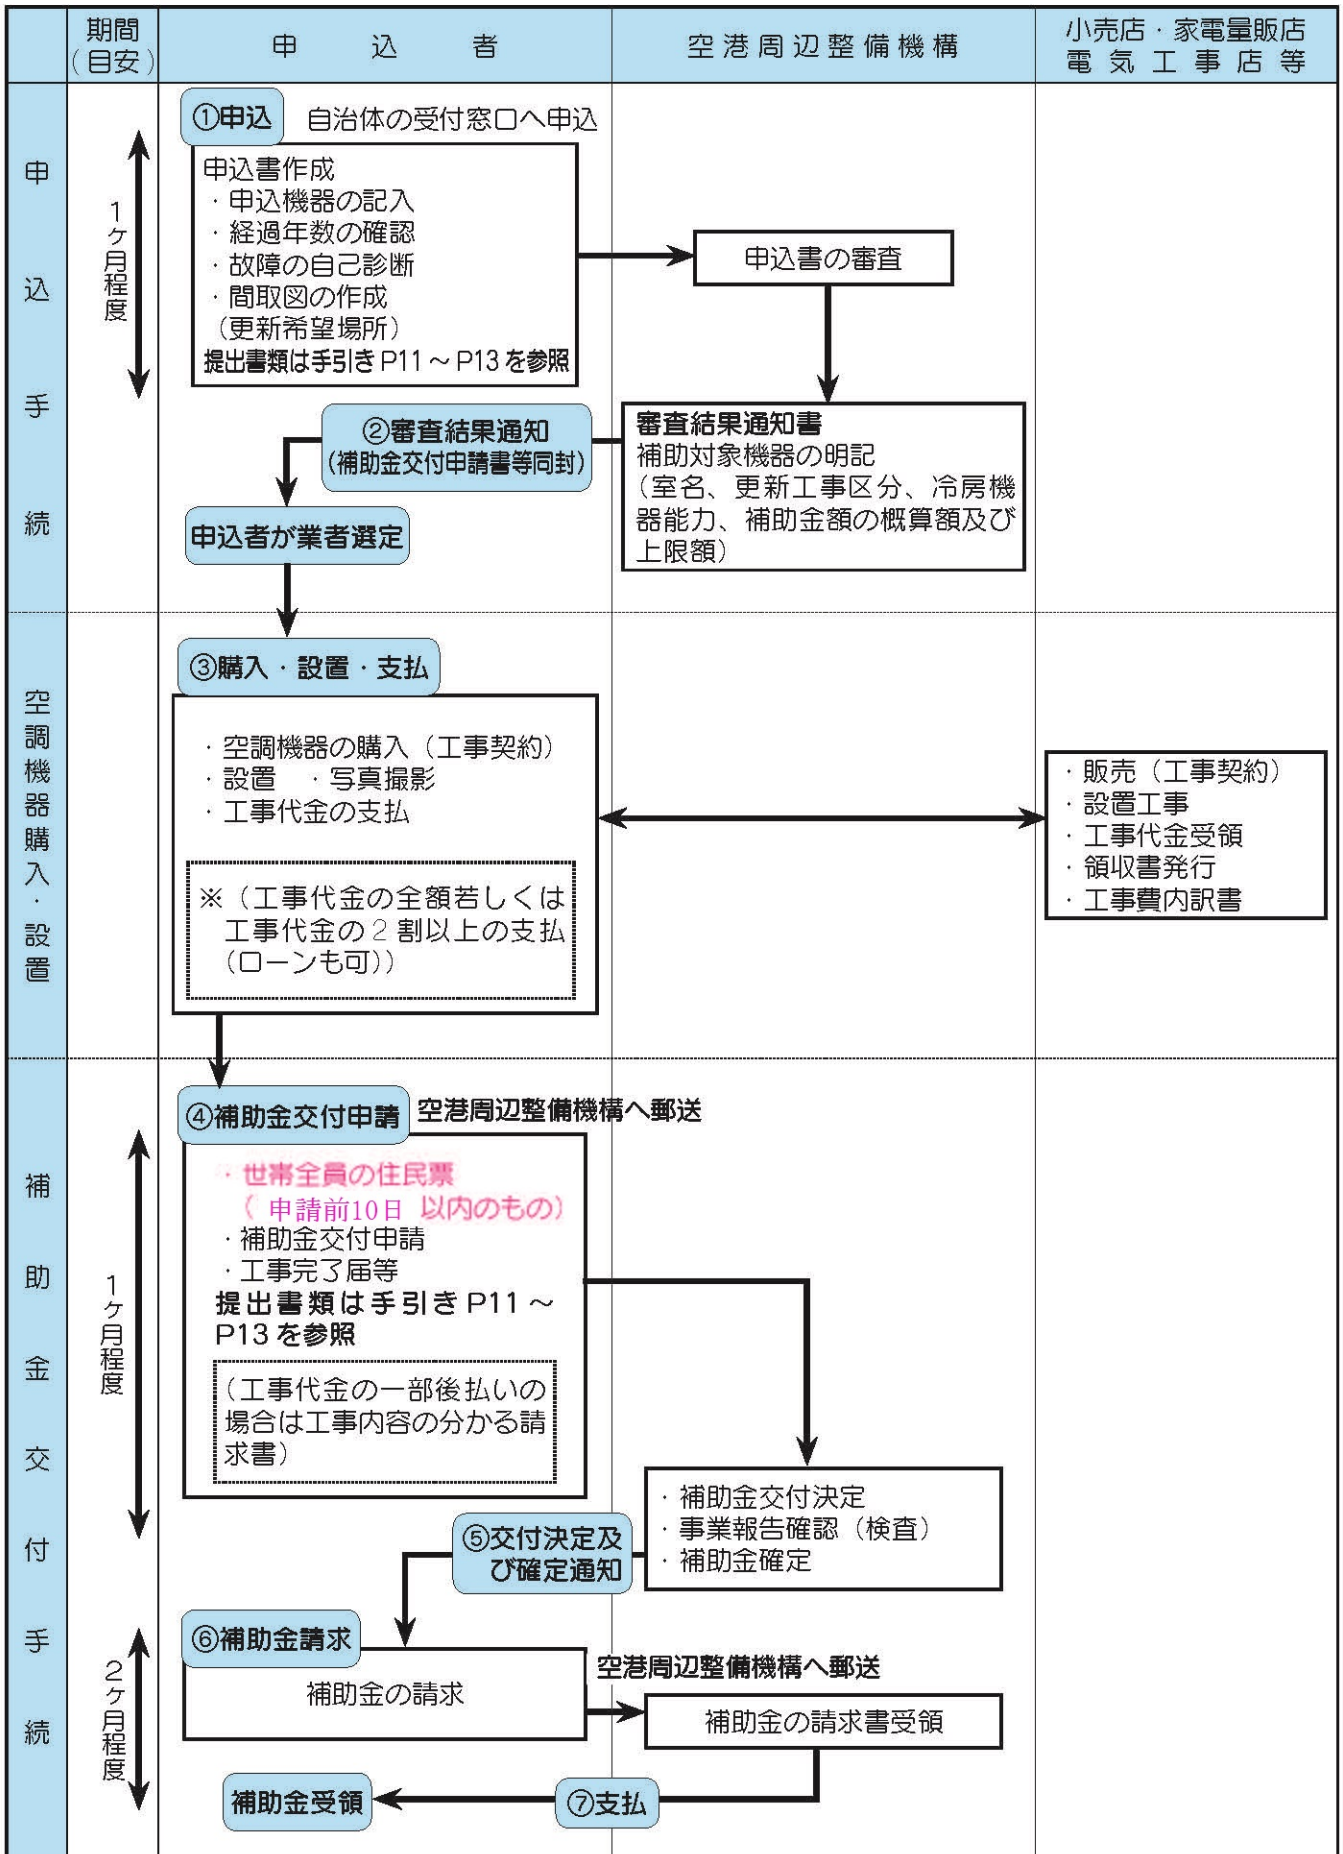 期間
(目安)
申込者
空港周辺整備機構
小売店・家電量販店
電気工事店等
申込手続
1ヶ月程度
①申込
自治体の受付窓口へ申込
申込書作成
・申込機器の記入
・経過年数の確認
・故障の自己診断
・間取図の作成
（更新希望場所）
提出書類は手引きP11～P13を参照
申込書の審査
②審査結果通知
(補助金交付申請書等同封)
審査結果通知書
補助対象機器の明記
（室名、更新工事区分、冷房機
器能力、補助金額の概算額及び
上限額）
申込者が業者選定
空調機器購入・設置
③購入・設置・支払
・空調機器の購入（工事契約）
・設置　・写真撮影
・工事代金の支払
※（工事代金の全額若しくは
工事代金の２割以上の支払
（ローンも可））
・販売（工事契約）
・設置工事
・工事代金受領
・領収書発行
・工事費内訳書
補助金交付手続
1ヶ月程度
④補助金交付申請
空港周辺整備機構へ郵送
・世帯全員の住民票
（ 申請前10日 以内のもの）
・補助金交付申請
・工事完了届等
提出書類は手引きP11～
P13を参照
（工事代金の一部後払いの
場合は工事内容の分かる請
求書）
・補助金交付決定
・事業報告確認（検査）
・補助金確定
⑤交付決定及
び確定通知
2ヶ月程度
⑥補助金請求
補助金の請求
空港周辺整備機構へ郵送
補助金の請求書受領
補助金受領
⑦支払